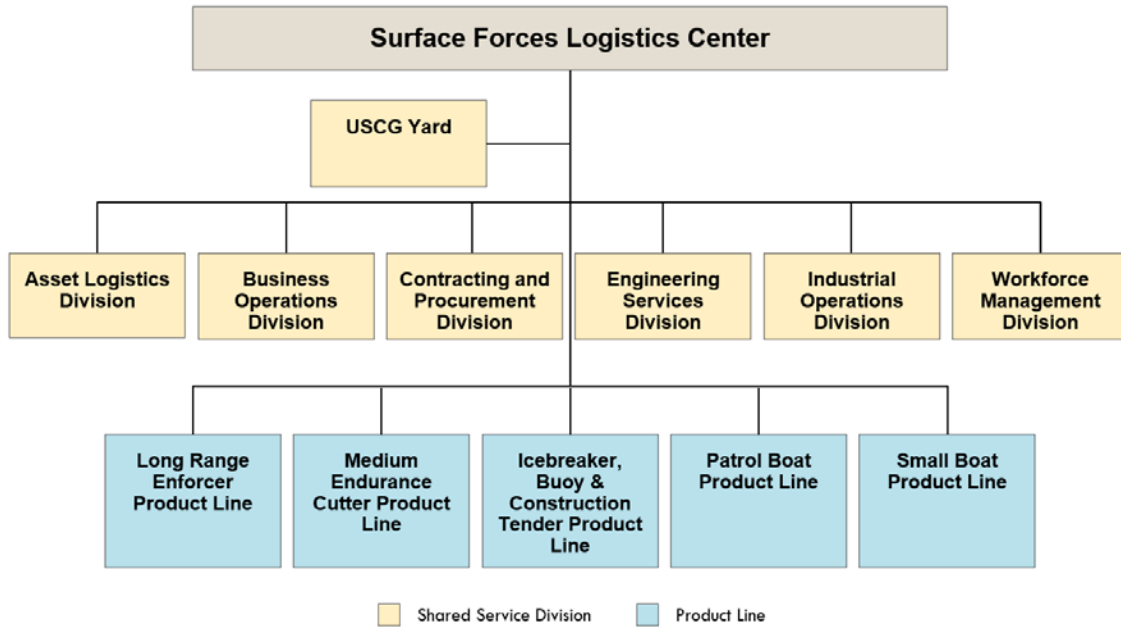 Surface Forces Logistics Center
USCG Yard
Asset Logistics
Division
Business
Operations
Division
Contracting and
Procurement
Division
Engineering
Services
Division
Industrial
Operations
Division
Workforce
Management
Division
Long Range
Enforcer
Product Line
Medium
Endurance
Cutter Product
Line
Icebreaker,
Buoy &
Construction
Tender Product
Line
Patrol Boat
Product Line
Small Boat
Product Line
Shared Service Division
Product Line